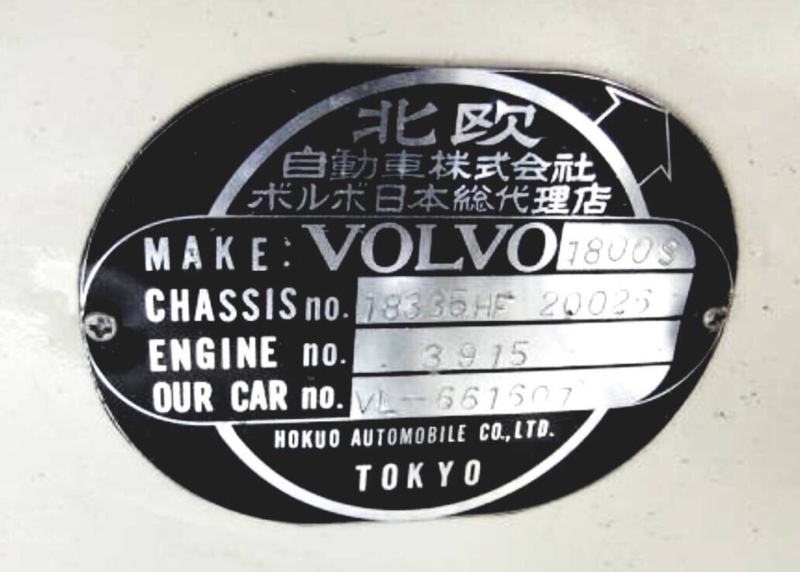 北欧
自動車株式会社
ボルボ日本総代理店
MAKE: VOLVO 1800S
CHASSIS no. 18335HF 20026
ENGINE no. 3915
OUR CAR no. VL-661607
HOKUO AUTOMOBILE CO.,LTD.
TOKYO